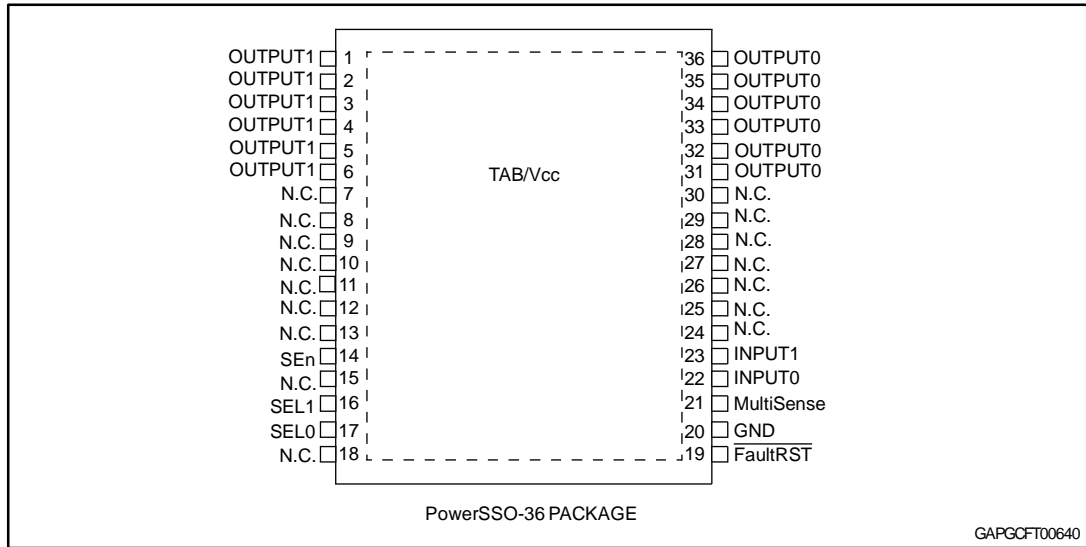 OUTPUT1 1 36 OUTPUT0
OUTPUT1 2 35 OUTPUT0
OUTPUT1 3 34 OUTPUT0
OUTPUT1 4 33 OUTPUT0
OUTPUT1 5 32 OUTPUT0
OUTPUT1 6 TAB/Vcc 31 OUTPUT0
N.C. 7 30 N.C.
N.C. 8 29 N.C.
N.C. 9 28 N.C.
N.C. 10 27 N.C.
N.C. 11 26 N.C.
N.C. 12 25 N.C.
N.C. 13 24 N.C.
SEn 14 23 INPUT1
N.C. 15 22 INPUT0
SEL1 16 21 MultiSense
SEL0 17 20 GND
N.C. 18 19 FaultRST
PowerSSO-36 PACKAGE
GAPGCFT00640